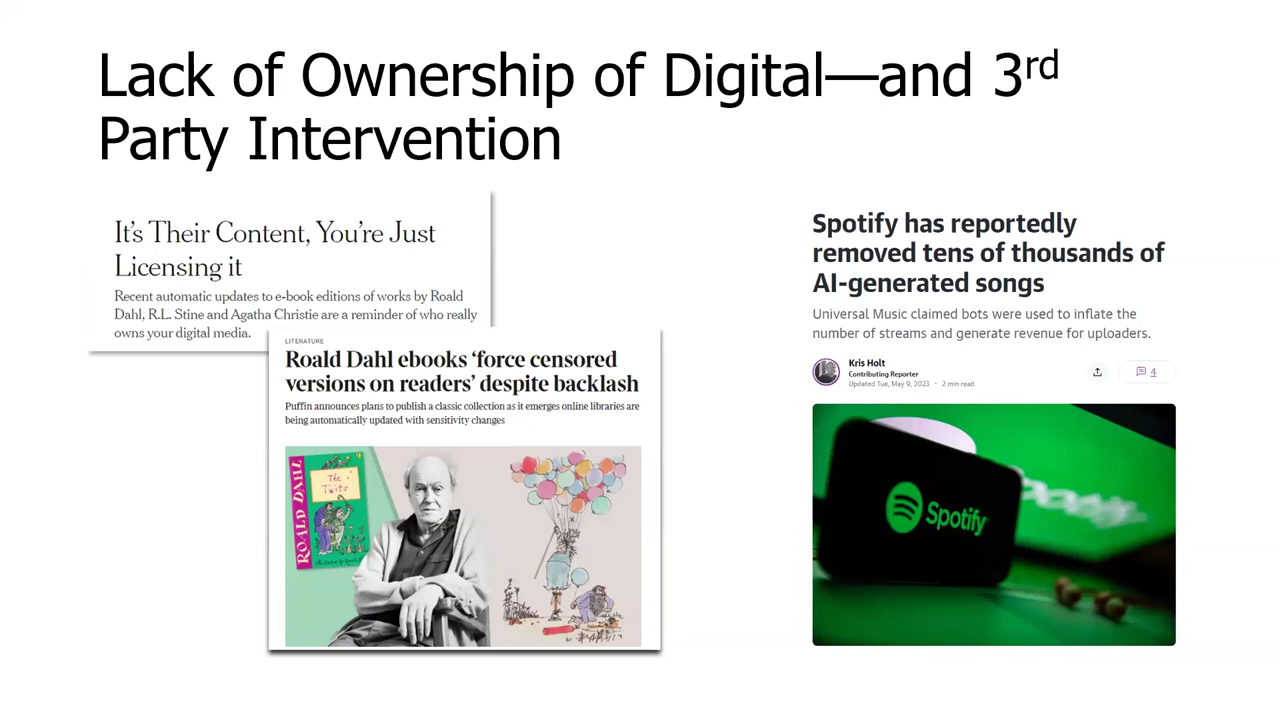 Lack of Ownership of Digital—and 3rd
Party Intervention
It's Their Content, You're Just
Licensing it
Recent automatic updates to e-book editions of works by Roald
Dahl, R.L. Stine and Agatha Christie are a reminder of who really
owns your digital media.
LITERATURE
Roald Dahl ebooks ‘force censored
versions on readers’ despite backlash
Puffin announces plans to publish a classic collection as it emerges online libraries are
being automatically updated with sensitivity changes
ROALD DAHL
The
Twits
Spotify has reportedly
removed tens of thousands of
AI-generated songs
Universal Music claimed bots were used to inflate the
number of streams and generate revenue for uploaders.
Kris Holt
Contributing Reporter
Updated Tue, May 9, 2023 · 2 min read
4
Spotify